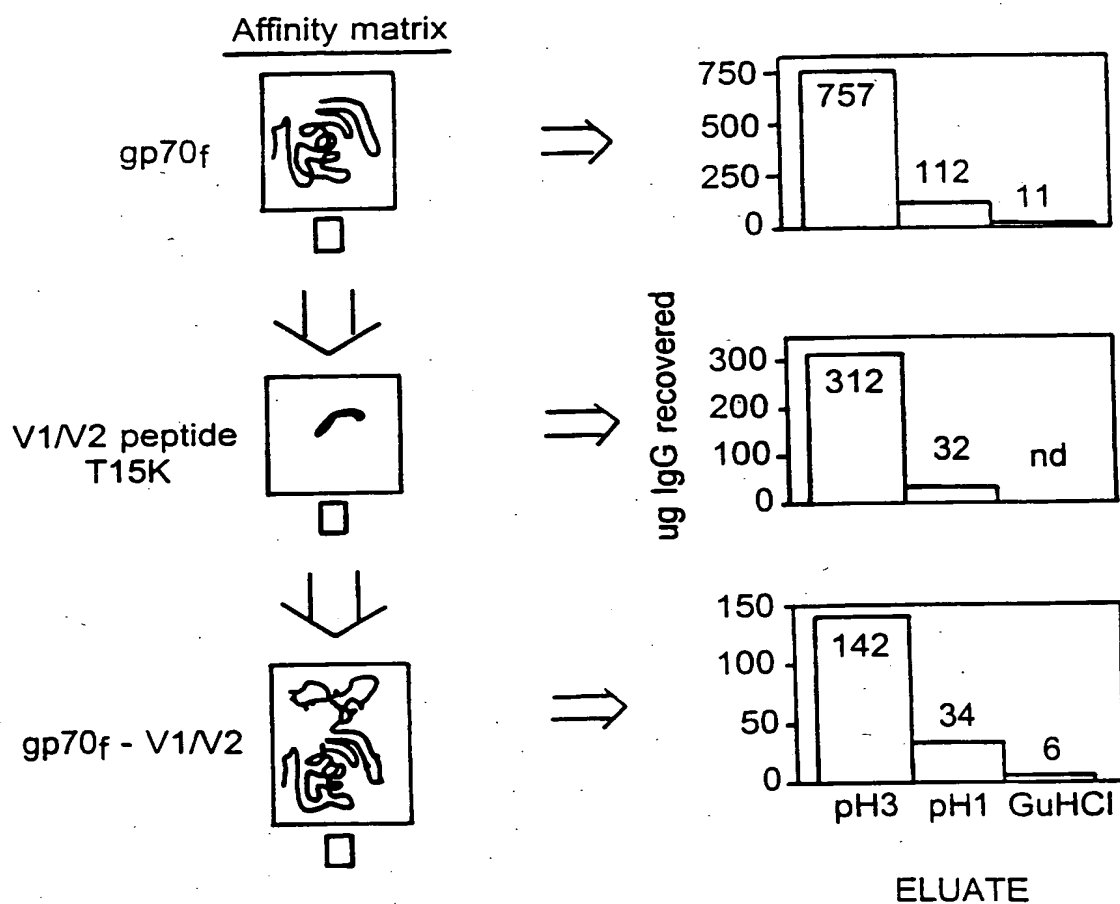 Affinity matrix
gp70f
750
500
250
0
757
112
11
V1/V2 peptide
T15K
ug IgG recovered
300
200
100
0
312
32
nd
gp70f - V1/V2
150
100
50
0
142
34
6
pH3 pH1 GuHCl
ELUATE